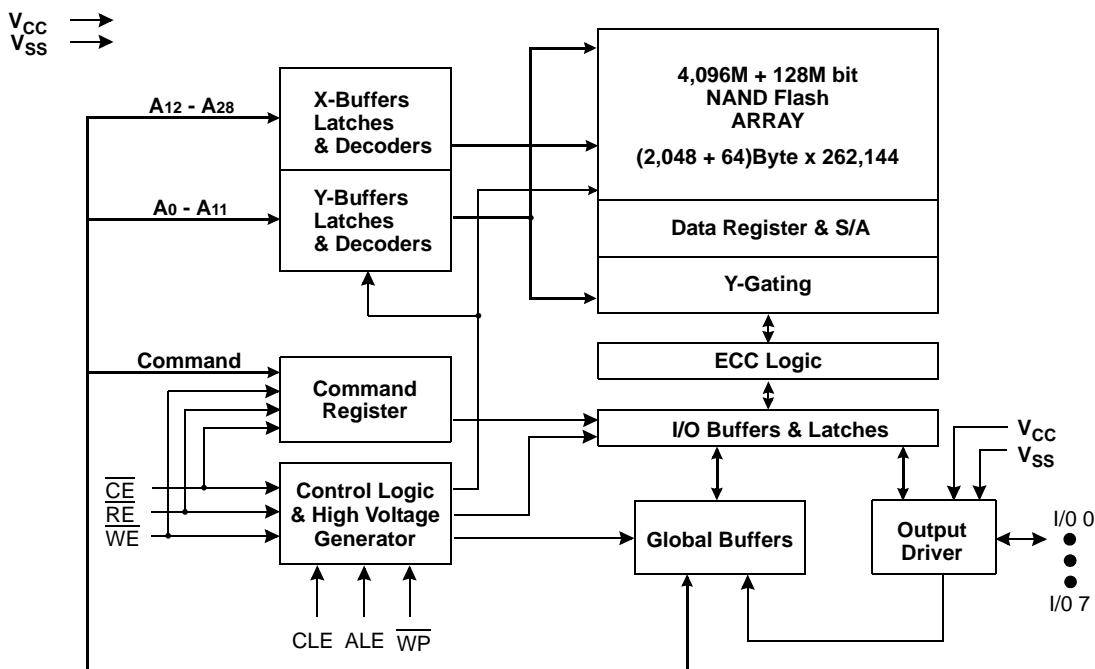 VCC
VSS
4,096M + 128M bit
NAND Flash
ARRAY
(2,048 + 64)Byte x 262,144
A12 - A28
X-Buffers
Latches
& Decoders
A0 - A11
Y-Buffers
Latches
& Decoders
Data Register & S/A
Y-Gating
ECC Logic
Command
Command
Register
I/O Buffers & Latches
VCC
VSS
CE
RE
WE
Control Logic
& High Voltage
Generator
Global Buffers
Output
Driver
I/0 0
I/0 7
CLE ALE WP